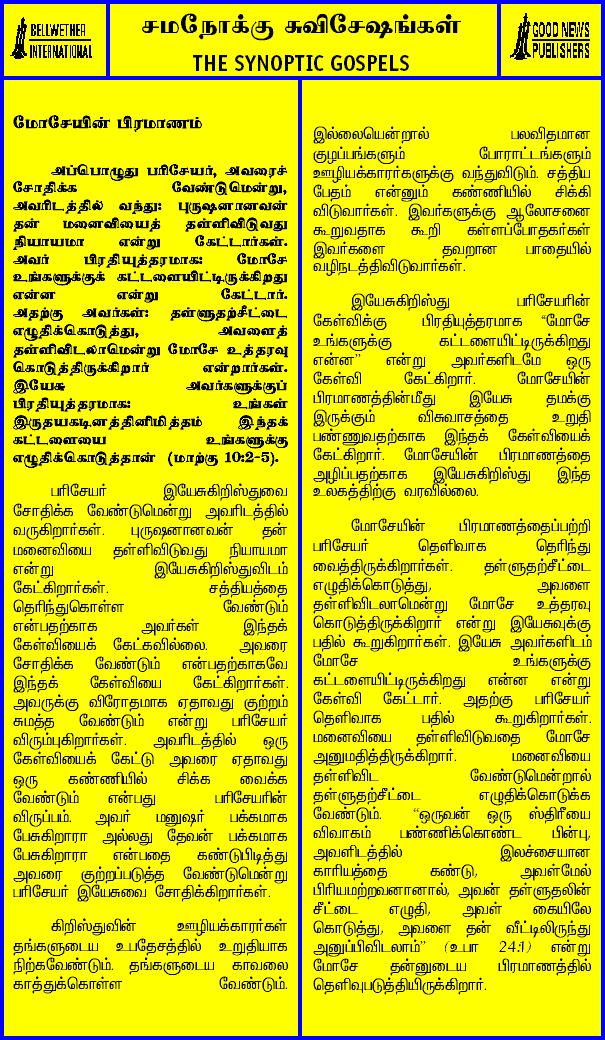 BELLWETHER
INTERNATIONAL
சமநோக்கு சுவிசேஷங்கள்
THE SYNOPTIC GOSPELS
GOOD NEWS
PUBLISHERS
மோசேயின் பிரமாணம்
அப்பொழுது பரிசேயர், அவரைச்
சோதிக்க வேண்டுமென்று,
அவரிடத்தில் வந்து: புருஷனானவன்
தன் மனைவியைத் தள்ளிவிடுவது
நியாயமா என்று கேட்டார்கள்.
அவர் பிரதியுத்தரமாக: மோசே
உங்களுக்குக் கட்டளையிட்டிருக்கிறது
என்ன என்று கேட்டார்.
அதற்கு அவர்கள்: தள்ளுதற்சீட்டை
எழுதிக்கொடுத்து, அவளைத்
தள்ளிவிடலாமென்று மோசே உத்தரவு
கொடுத்திருக்கிறார் என்றார்கள்.
இயேசு அவர்களுக்குப்
பிரதியுத்தரமாக: உங்கள்
இருதயகடினத்தினிமித்தம் இந்தக்
கட்டளையை உங்களுக்கு
எழுதிக்கொடுத்தான் (மாற்கு 10:2-5).
பரிசேயர் இயேசுகிறிஸ்துவை
சோதிக்க வேண்டுமென்று அவரிடத்தில்
வருகிறார்கள். புருஷனானவன் தன்
மனைவியை தள்ளிவிடுவது நியாயமா
என்று இயேசுகிறிஸ்துவிடம்
கேட்கிறார்கள். சத்தியத்தை
தெரிந்துகொள்ள வேண்டும்
என்பதற்காக அவர்கள் இந்தக்
கேள்வியைக் கேட்கவில்லை. அவரை
சோதிக்க வேண்டும் என்பதற்காகவே
இந்தக் கேள்வியை கேட்கிறார்கள்.
அவருக்கு விரோதமாக ஏதாவது குற்றம்
சுமத்த வேண்டும் என்று பரிசேயர்
விரும்புகிறார்கள். அவரிடத்தில் ஒரு
கேள்வியைக் கேட்டு அவரை ஏதாவது
ஒரு கண்ணியில் சிக்க வைக்க
வேண்டும் என்பது பரிசேயரின்
விருப்பம். அவர் மனுஷர் பக்கமாக
பேசுகிறாரா அல்லது தேவன் பக்கமாக
பேசுகிறாரா என்பதை கண்டுபிடித்து
அவரை குற்றப்படுத்த வேண்டுமென்று
பரிசேயர் இயேசுவை சோதிக்கிறார்கள்.
கிறிஸ்துவின் ஊழியக்காரர்கள்
தங்களுடைய உபதேசத்தில் உறுதியாக
நிற்கவேண்டும். தங்களுடைய காவலை
காத்துக்கொள்ள வேண்டும்.
இல்லையென்றால் பலவிதமான
குழப்பங்களும் போராட்டங்களும்
ஊழியக்காரர்களுக்கு வந்துவிடும். சத்திய
பேதம் என்னும் கண்ணியில் சிக்கி
விடுவார்கள். இவர்களுக்கு ஆலோசனை
கூறுவதாக கூறி கள்ளப்போதகர்கள்
இவர்களை தவறான பாதையில்
வழிநடத்திவிடுவார்கள்.
இயேசுகிறிஸ்து பரிசேயரின்
கேள்விக்கு பிரதியுத்தரமாக "மோசே
உங்களுக்கு கட்டளையிட்டிருக்கிறது
என்ன" என்று அவர்களிடமே ஒரு
கேள்வி கேட்கிறார். மோசேயின்
பிரமாணத்தின்மீது இயேசு தமக்கு
இருக்கும் விசுவாசத்தை உறுதி
பண்ணுவதற்காக இந்தக் கேள்வியைக்
கேட்கிறார். மோசேயின் பிரமாணத்தை
அழிப்பதற்காக இயேசுகிறிஸ்து இந்த
உலகத்திற்கு வரவில்லை.
மோசேயின் பிரமாணத்தைப்பற்றி
பரிசேயர் தெளிவாக தெரிந்து
வைத்திருக்கிறார்கள். தள்ளுதற்சீட்டை
எழுதிக்கொடுத்து, அவளை
தள்ளிவிடலாமென்று மோசே உத்தரவு
கொடுத்திருக்கிறார் என்று இயேசுவுக்கு
பதில் கூறுகிறார்கள். இயேசு அவர்களிடம்
மோசே உங்களுக்கு
கட்டளையிட்டிருக்கிறது என்ன என்று
கேள்வி கேட்டார். அதற்கு பரிசேயர்
தெளிவாக பதில் கூறுகிறார்கள்.
மனைவியை தள்ளிவிடுவதை மோசே
அனுமதித்திருக்கிறார். மனைவியை
தள்ளிவிட வேண்டுமென்றால்
தள்ளுதற்சீட்டை எழுதிக்கொடுக்க
வேண்டும். "ஒருவன் ஒரு ஸ்திரீயை
விவாகம் பண்ணிக்கொண்ட பின்பு,
அவளிடத்தில் இலச்சையான
காரியத்தை கண்டு, அவள்மேல்
பிரியமற்றவனானால், அவன் தள்ளுதலின்
சீட்டை எழுதி, அவள் கையிலே
கொடுத்து, அவளை தன் வீட்டிலிருந்து
அனுப்பிவிடலாம்" (உபா 24:1) என்று
மோசே தன்னுடைய பிரமாணத்தில்
தெளிவுபடுத்தியிருக்கிறார்.